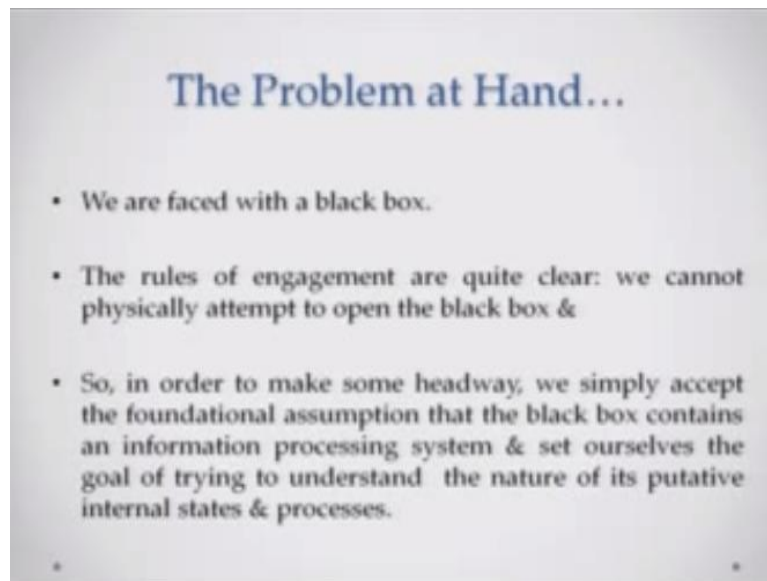 The Problem at Hand...
• We are faced with a black box.
• The rules of engagement are quite clear: we cannot
physically attempt to open the black box &
• So, in order to make some headway, we simply accept
the foundational assumption that the black box contains
an information processing system & set ourselves the
goal of trying to understand the nature of its putative
internal states & processes.